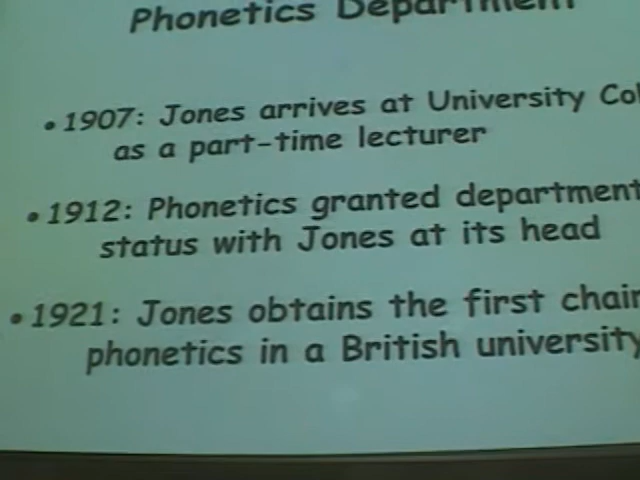 Phonetics Department
• 1907: Jones arrives at University Col
as a part-time lecturer
• 1912: Phonetics granted department
status with Jones at its head
• 1921: Jones obtains the first chair
phonetics in a British university